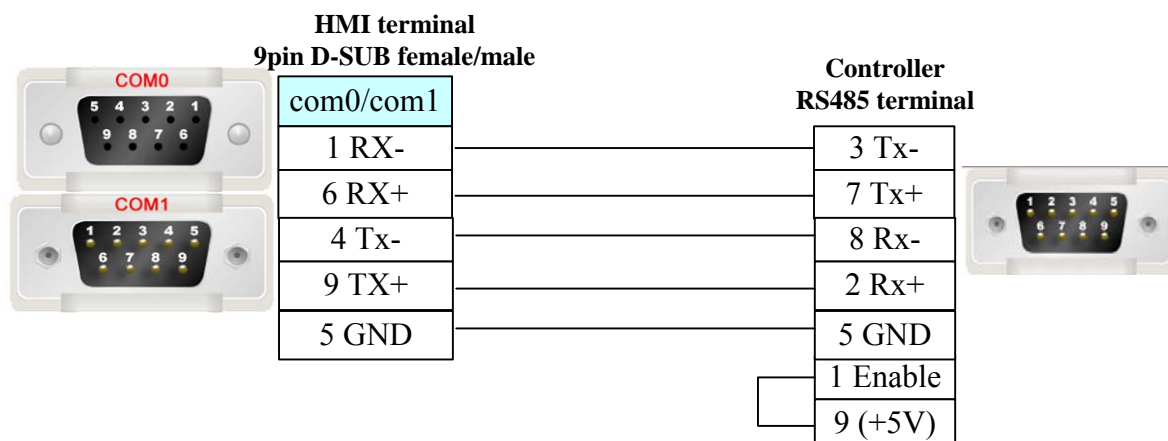 HMI terminal
9pin D-SUB female/male
COM0
5 4 3 2 1
9 8 7 6
COM1
1 2 3 4 5
6 7 8 9
com0/com1
1 RX-
6 RX+
4 Tx-
9 TX+
5 GND
Controller
RS485 terminal
3 Tx-
7 Tx+
8 Rx-
2 Rx+
5 GND
1 Enable
9 (+5V)
1 2 3 4 5
6 7 8 9